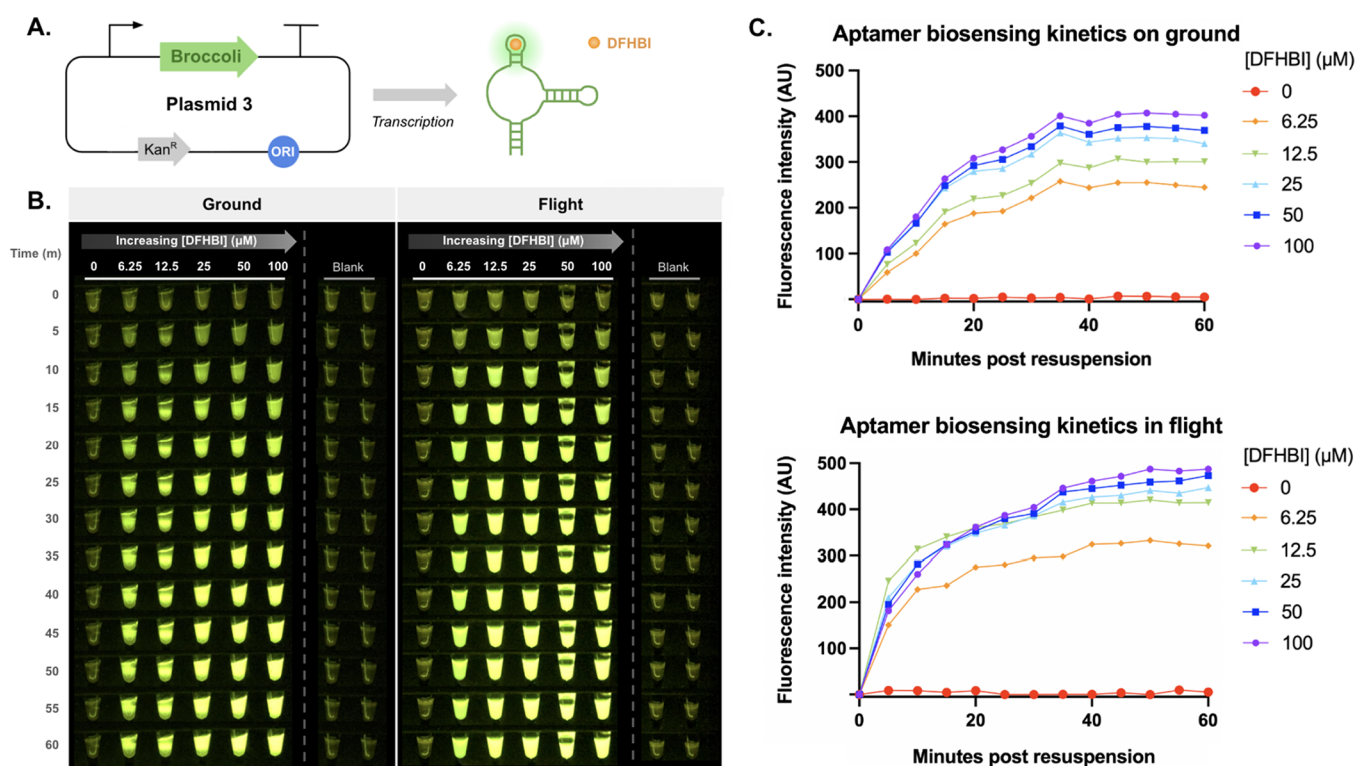 A.
Broccoli
Plasmid 3
Kan^R
ORI
Transcription
DFHBI
B.
Ground
Flight
Time (m)
Increasing [DFHBI] (µM)
0 6.25 12.5 25 50 100
Blank
Increasing [DFHBI] (µM)
0 6.25 12.5 25 50 100
Blank
0
5
10
15
20
25
30
35
40
45
50
55
60
C.
Aptamer biosensing kinetics on ground
Fluorescence intensity (AU)
500
400
300
200
100
0 20 40 60
Minutes post resuspension
[DFHBI] (µM)
0
6.25
12.5
25
50
100
Aptamer biosensing kinetics in flight
Fluorescence intensity (AU)
500
400
300
200
100
0 20 40 60
Minutes post resuspension
[DFHBI] (µM)
0
6.25
12.5
25
50
100